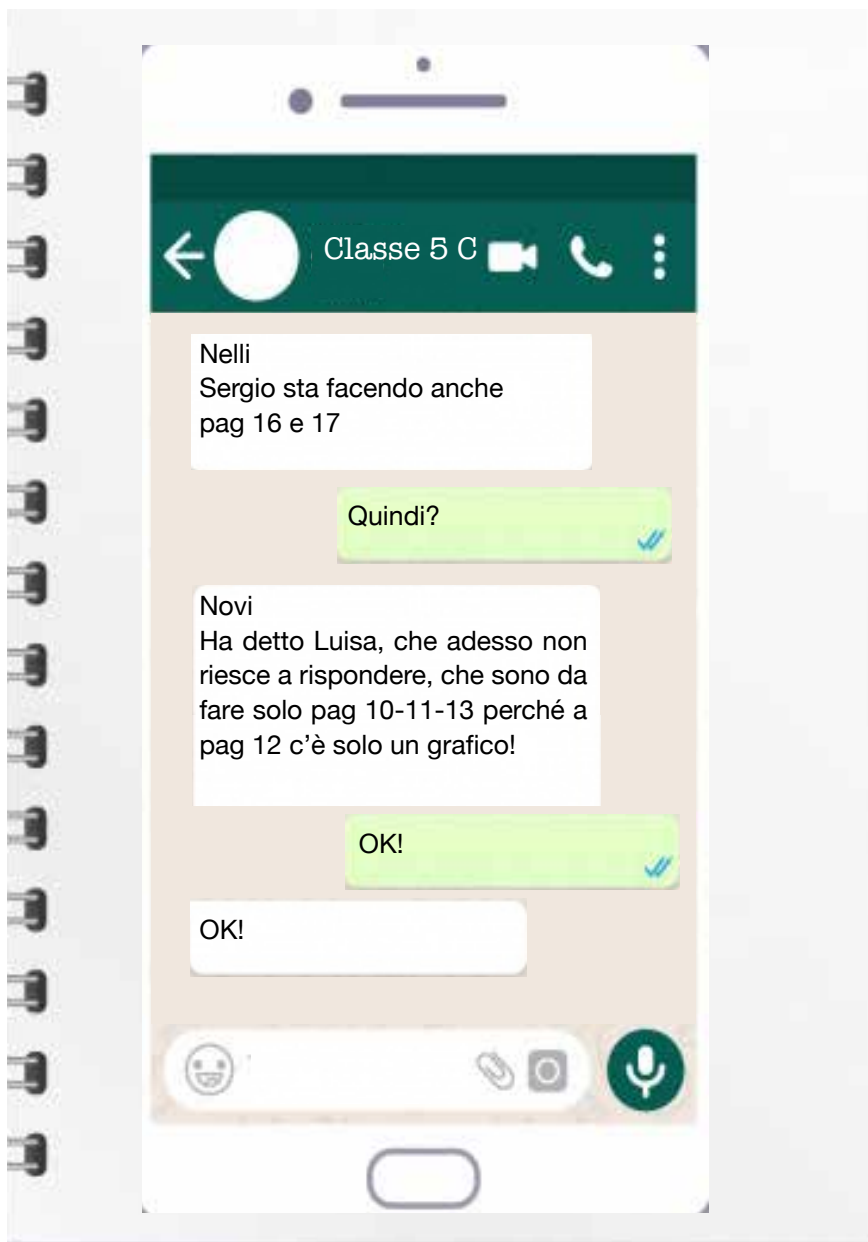 Classe 5 C
Nelli
Sergio sta facendo anche
pag 16 e 17
Quindi?
Novi
Ha detto Luisa, che adesso non
riesce a rispondere, che sono da
fare solo pag 10-11-13 perché a
pag 12 c'è solo un grafico!
OK!
OK!